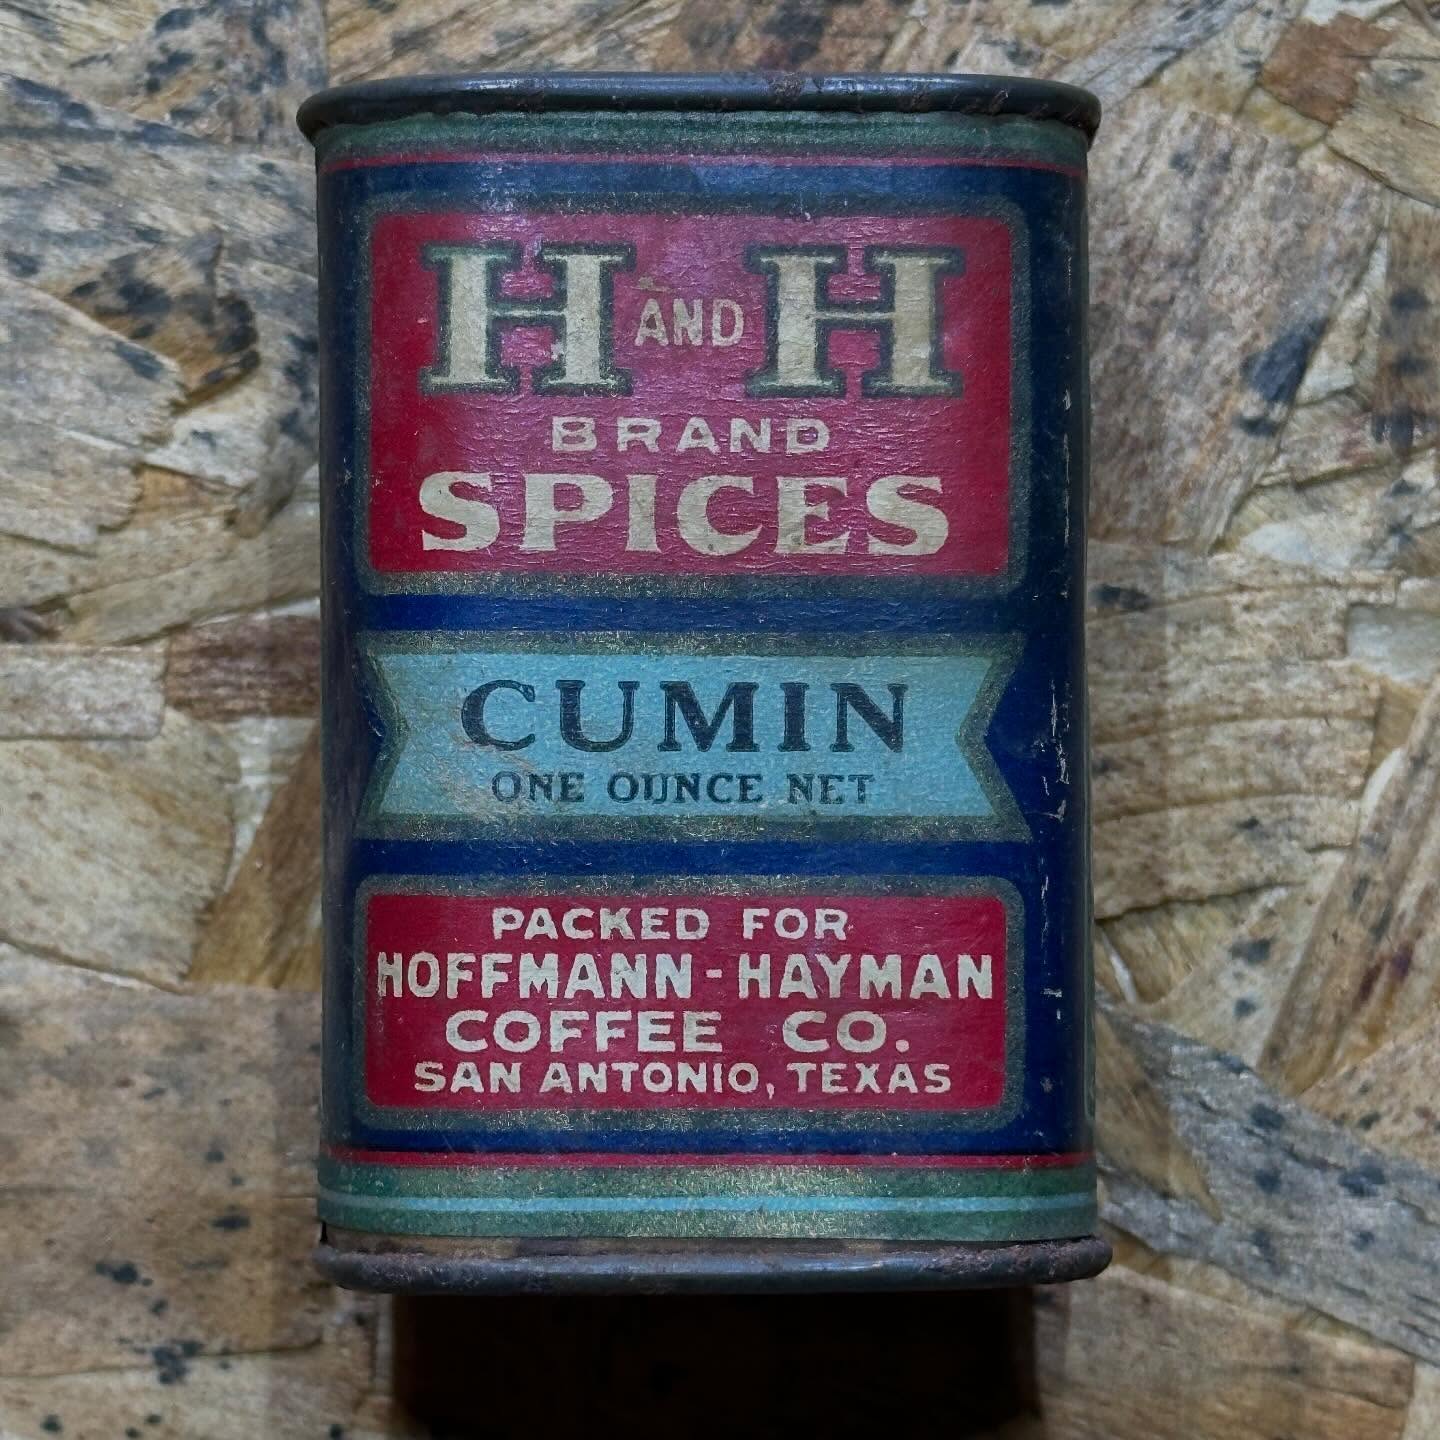 H AND H
BRAND
SPICES
CUMIN
ONE OUNCE NET
PACKED FOR
HOFFMANN-HAYMAN
COFFEE CO.
SAN ANTONIO, TEXAS